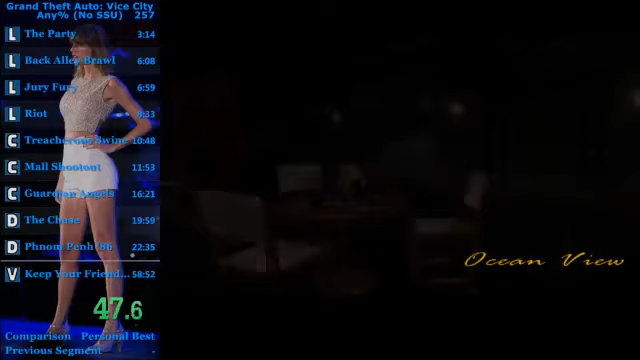 Grand Theft Auto: Vice City
Any% (No SSU) 257
L The Party 3:14
L Back Alley Brawl 6:08
L Jury Fury 6:59
L Riot 8:33
C Treacherous Swine 10:48
C Mall Shootout 11:53
C Guardian Angels 16:21
D The Chase 19:59
D Phnom Penh '86 22:35
V Keep Your Friend... 58:52
47.6
Comparison Personal Best
Previous Segment -
Ocean View